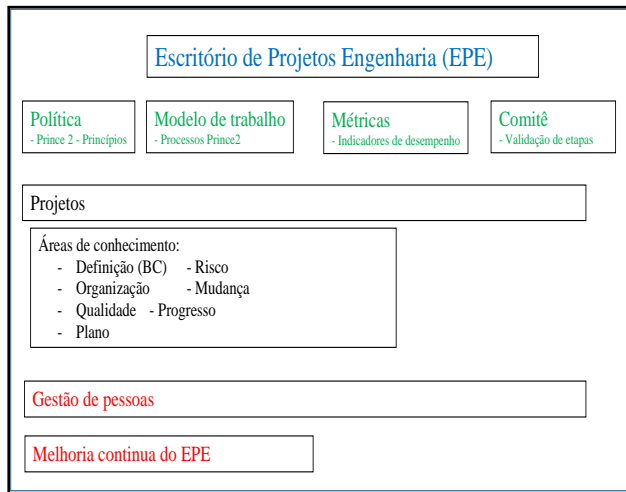 Escritório de Projetos Engenharia (EPE)
Política
- Prince 2 - Princípios
Modelo de trabalho
- Processos Prince2
Métricas
- Indicadores de desempenho
Comitê
- Validação de etapas
Projetos
Áreas de conhecimento:
- Definição (BC) - Risco
- Organização - Mudança
- Qualidade - Progresso
- Plano
Gestão de pessoas
Melhoria continua do EPE